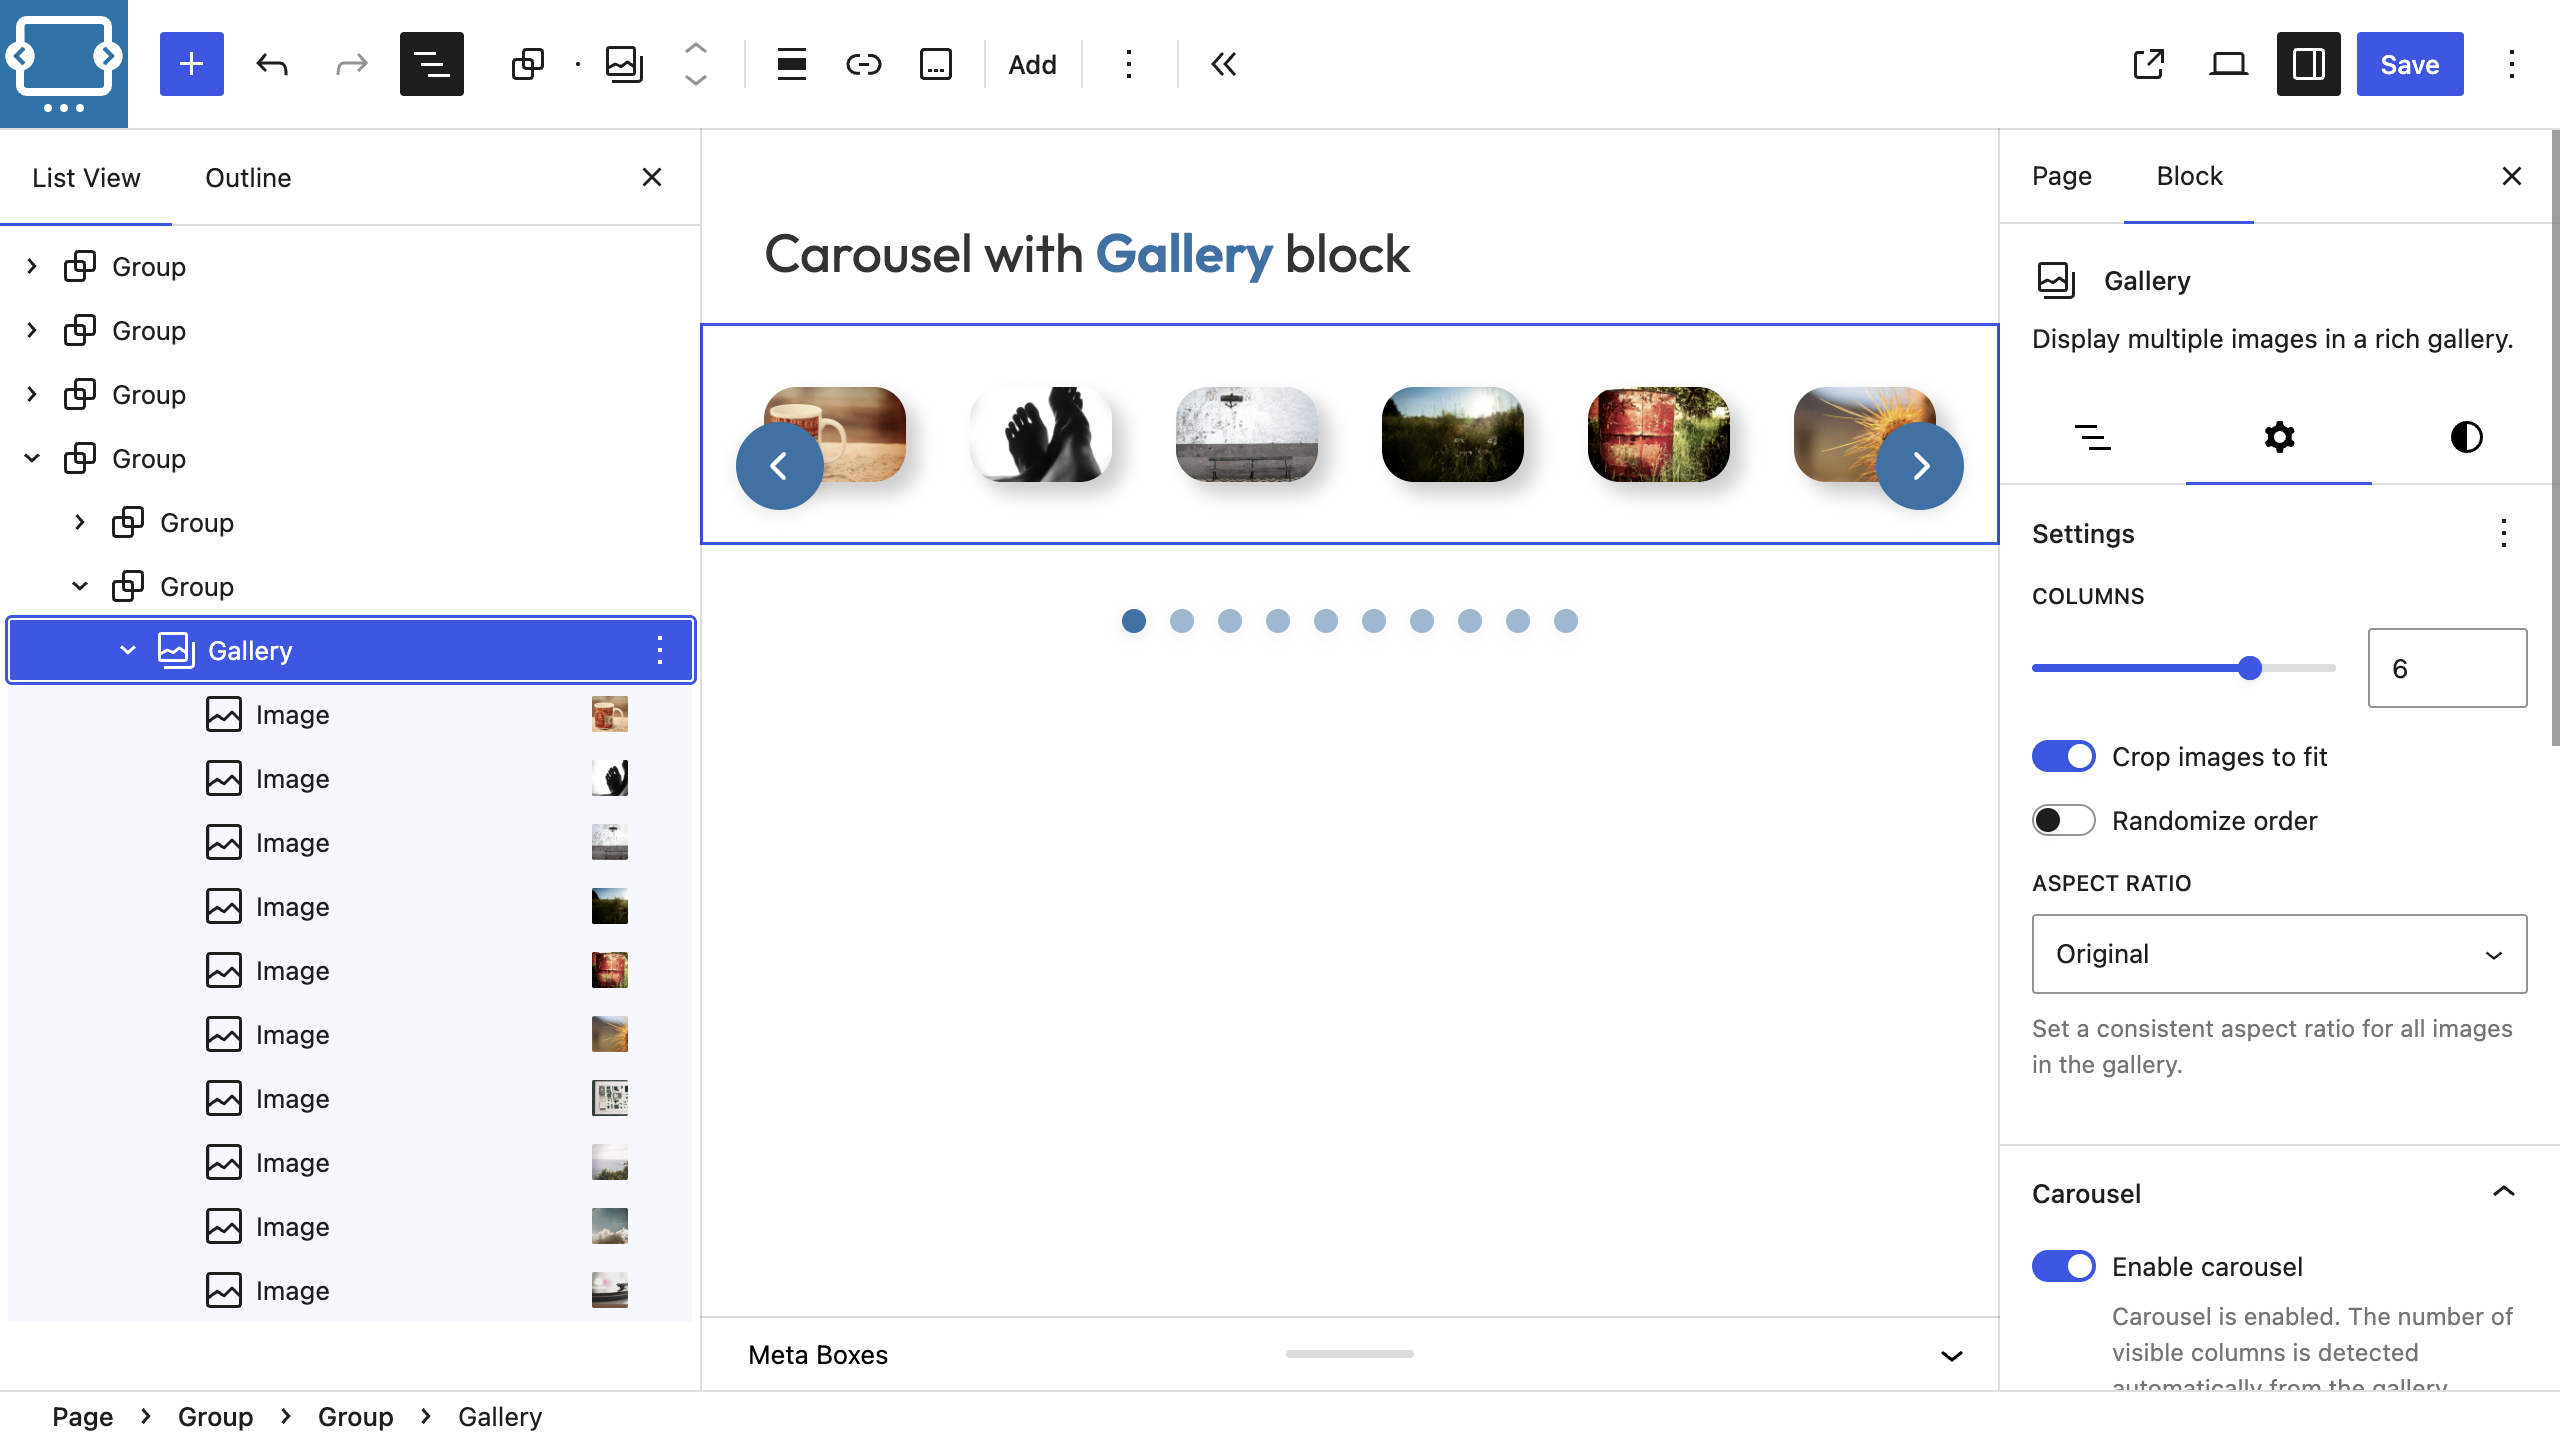 Add
Save
List View
Outline
Group
Group
Group
Group
Group
Group
Gallery
Image
Image
Image
Image
Image
Image
Image
Image
Image
Image
Carousel with Gallery block
Meta Boxes
Page
Block
Gallery
Display multiple images in a rich gallery.
Settings
COLUMNS
6
Crop images to fit
Randomize order
ASPECT RATIO
Original
Set a consistent aspect ratio for all images
in the gallery.
Carousel
Enable carousel
Carousel is enabled. The number of
visible columns is detected
automatically from the gallery
Page › Group › Group › Gallery